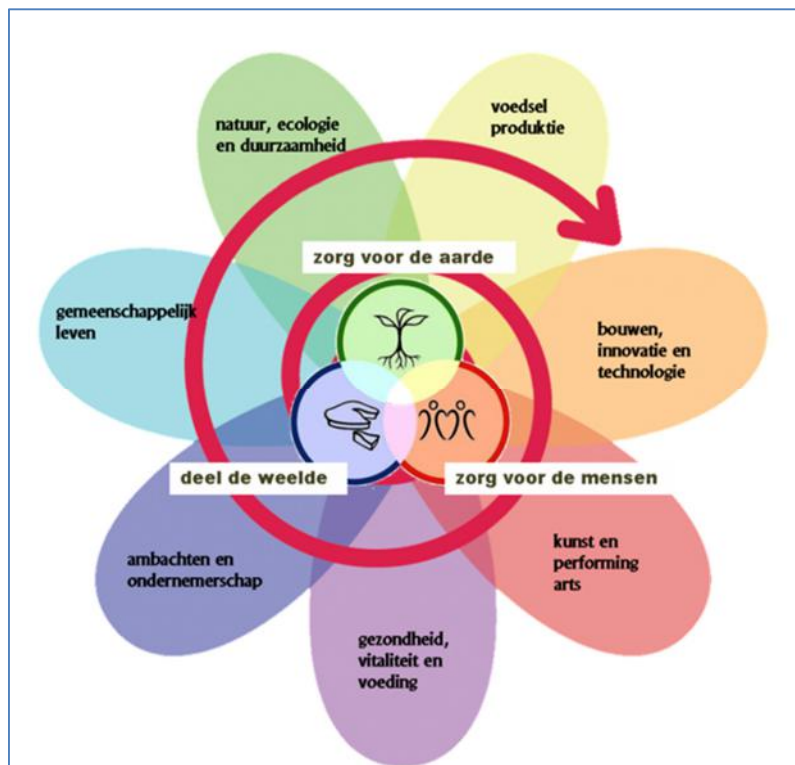 natuur, ecologie
en duurzaamheid
voedsel
produktie
zorg voor de aarde
gemeenschappelijk
leven
bouwen,
innovatie en
technologie
deel de weelde
zorg voor de mensen
ambachten en
ondernemerschap
kunst en
performing
arts
gezondheid,
vitaliteit en
voeding